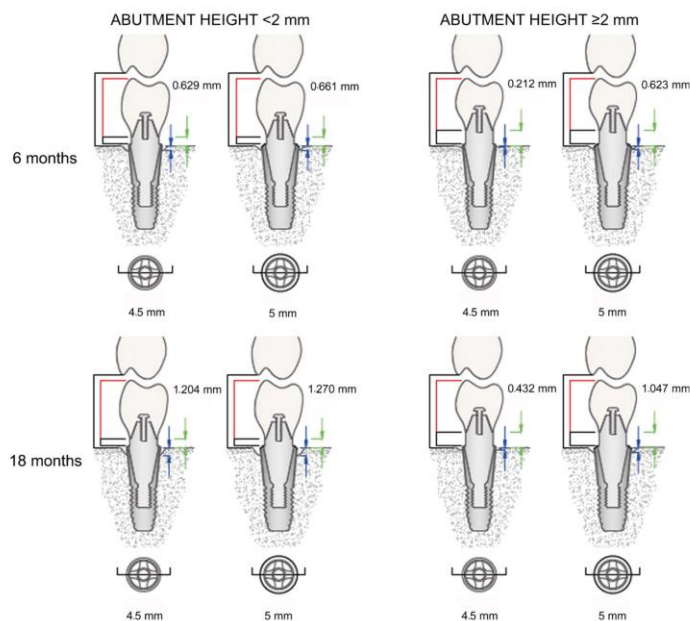 ABUTMENT HEIGHT <2 mm
ABUTMENT HEIGHT ≥2 mm
0.629 mm
0.661 mm
0.212 mm
0.623 mm
6 months
4.5 mm
5 mm
4.5 mm
5 mm
1.204 mm
1.270 mm
0.432 mm
1.047 mm
18 months
4.5 mm
5 mm
4.5 mm
5 mm